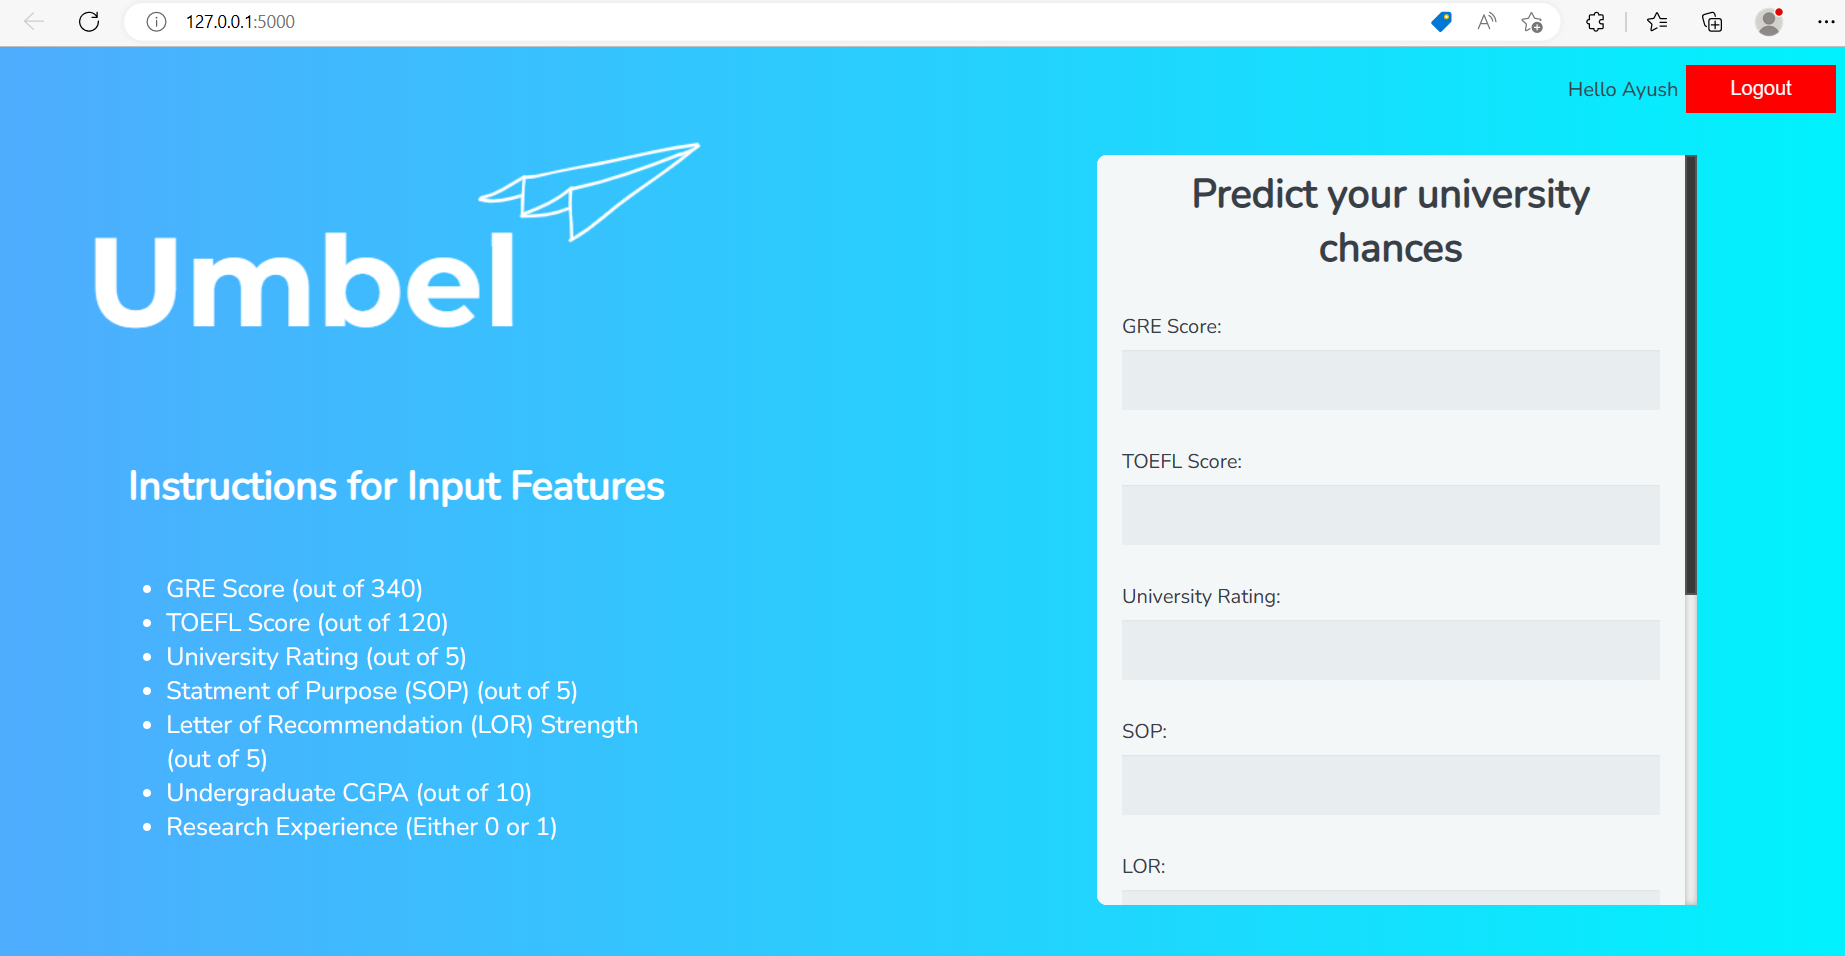 127.0.0.1:5000
Hello Ayush
Logout
Umbel
Instructions for Input Features
• GRE Score (out of 340)
• TOEFL Score (out of 120)
• University Rating (out of 5)
• Statment of Purpose (SOP) (out of 5)
• Letter of Recommendation (LOR) Strength
(out of 5)
• Undergraduate CGPA (out of 10)
• Research Experience (Either 0 or 1)
Predict your university
chances
GRE Score:
TOEFL Score:
University Rating:
SOP:
LOR: